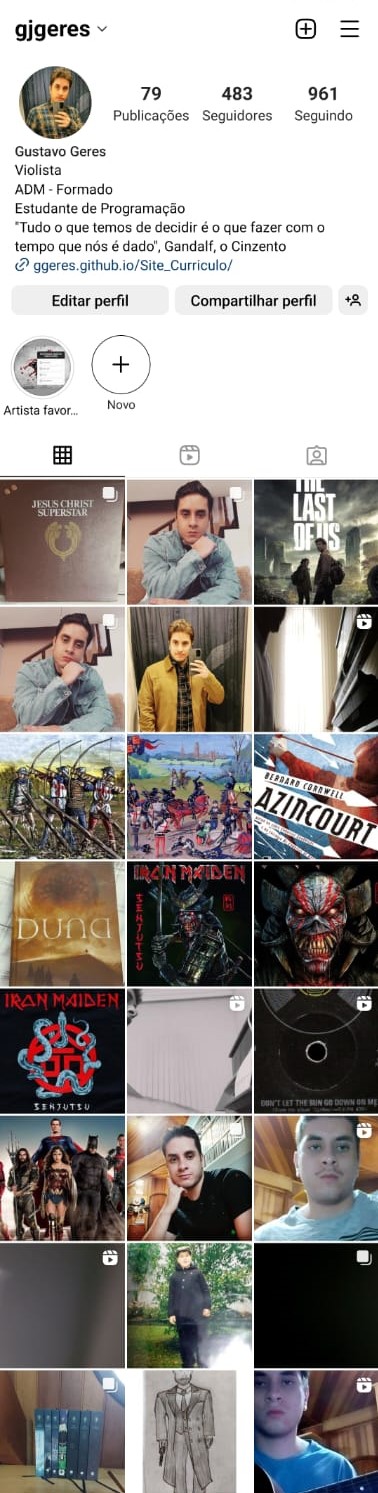 gjgeres
79 483 961
Publicações Seguidores Seguindo
Gustavo Geres
Violista
ADM - Formado
Estudante de Programação
"Tudo o que temos de decidir é o que fazer com o
tempo que nós é dado", Gandalf, o Cinzento
ggeres.github.io/Site_Curriculo/
Editar perfil Compartilhar perfil
Artista favor... Novo
JESUS CHRIST
SUPERSTAR
THE
LAST
OF US
BERNARD CORNWELL
AZINCOURT
DUNA
IRON MAIDEN
SENJUTSU
IRON MAIDEN
SENJUTSU
DON'T LET THE SUN GO DOWN ON ME